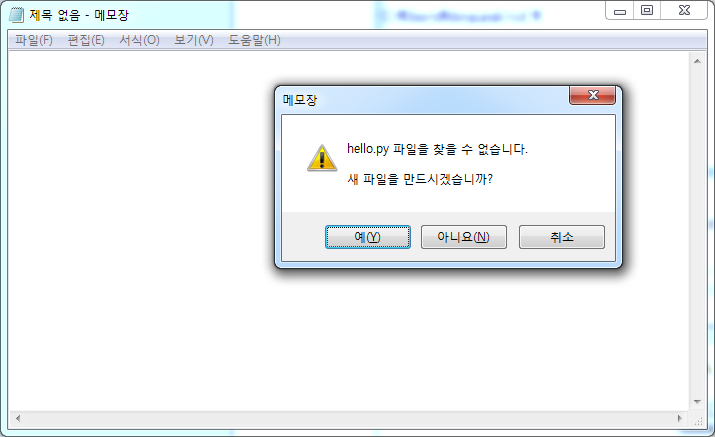 제목 없음 - 메모장
파일(F) 편집(E) 서식(O) 보기(V) 도움말(H)
메모장
hello.py 파일을 찾을 수 없습니다.
새 파일을 만드시겠습니까?
예(Y) 아니요(N) 취소